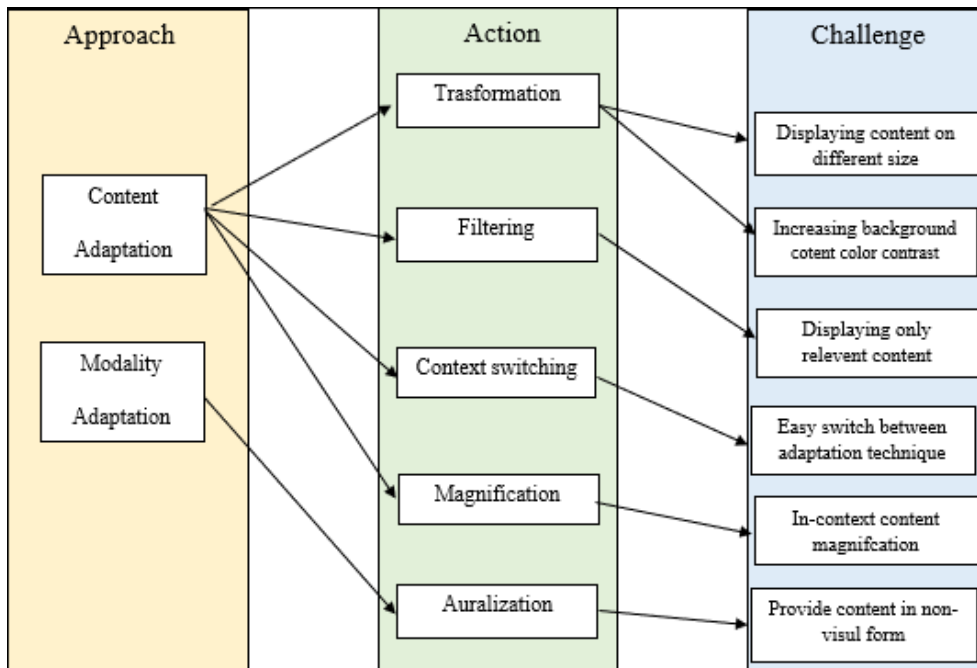 Approach
Action
Challenge
Content
Adaptation
Modality
Adaptation
Trasformation
Filtering
Context switching
Magnification
Auralization
Displaying content on
different size
Increasing background
cotent color contrast
Displaying only
relevent content
Easy switch between
adaptation technique
In-context content
magnifcation
Provide content in non-
visul form